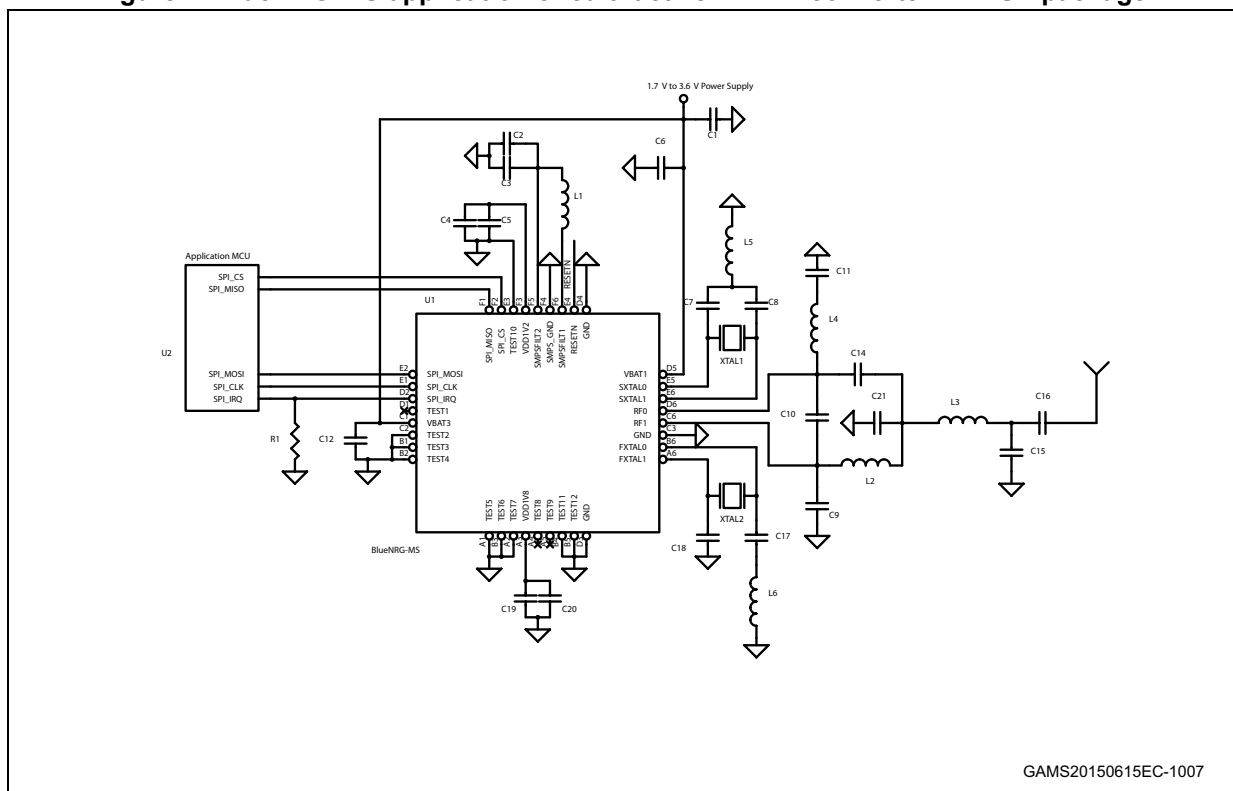 1.7 V to 3.6 V Power Supply
C1
C2
C6
C3
L1
C4
C5
L5
RESETN
Application MCU
SPI_CS
SPI_MISO
U2
SPI_MOSI
SPI_CLK
SPI_IRQ
R1
C12
U1
F1
F2
E3
F3
F5
F4
F6
E4
D4
SPI_MISO
SPI_CS
TEST10
VDD1V2
SMPSFILT2
SMPS_GND
SMPSFILT1
RESETN
GND
E2
SPI_MOSI
E1
SPI_CLK
D2
SPI_IRQ
D1
TEST1
C1
VBAT3
C2
TEST2
B1
TEST3
B2
TEST4
VBAT1
D5
SXTAL0
E5
SXTAL1
E6
RF0
D6
RF1
C6
GND
C3
FXTAL0
B6
FXTAL1
A6
TEST5
TEST6
TEST7
VDD1V8
TEST8
TEST9
TEST11
TEST12
GND
A1
BlueNRG-MS
C19
C20
C7
C8
XTAL1
C11
L4
C14
C10
C21
L2
C9
L3
C16
C15
XTAL2
C18
C17
L6
GAMS20150615EC-1007